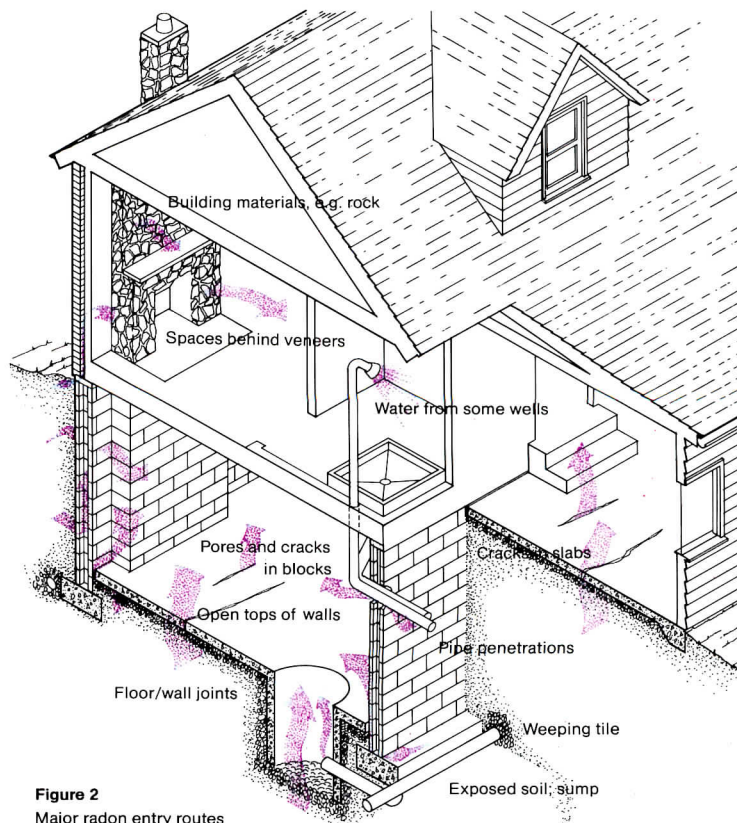 Building materials, e.g. rock
Spaces behind veneers
Water from some wells
Pores and cracks
in blocks
Cracks in slabs
Open tops of walls
Pipe penetrations
Floor/wall joints
Weeping tile
Exposed soil; sump
Figure 2
Major radon entry routes